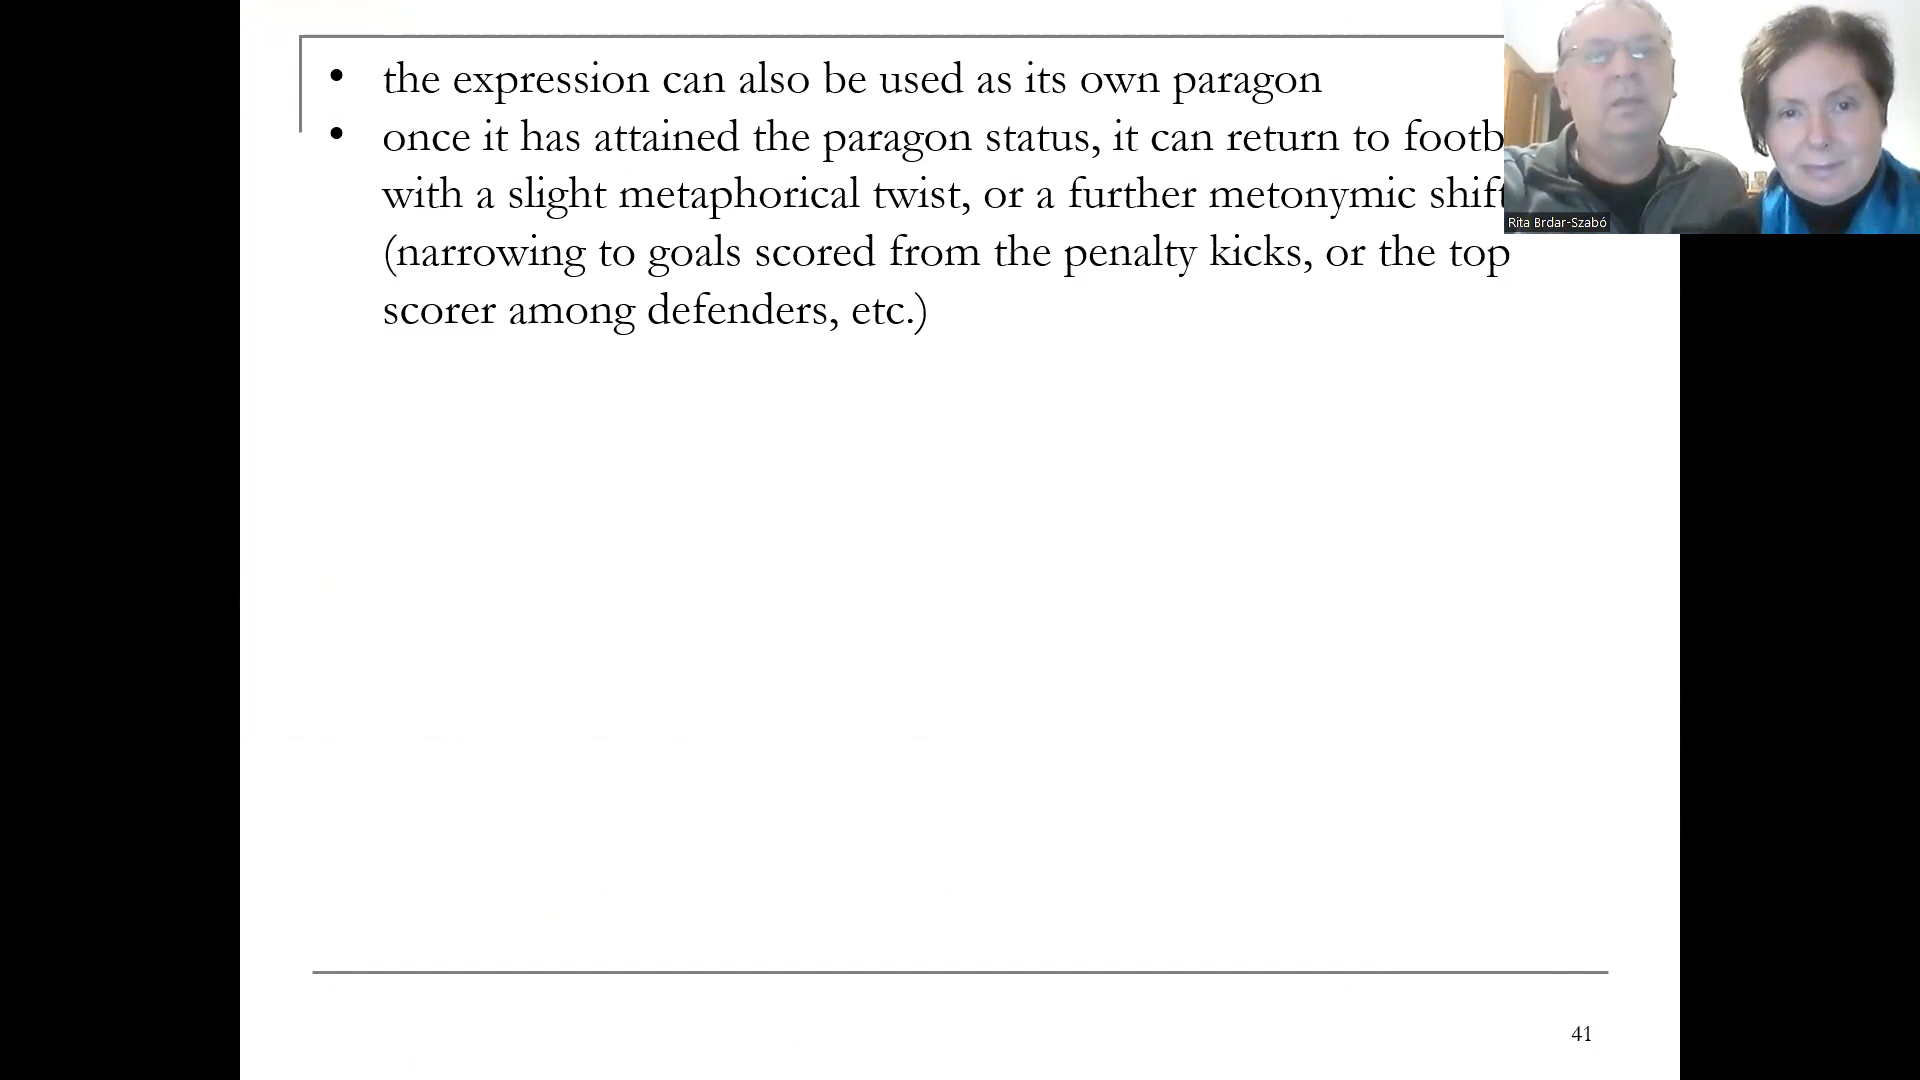 • the expression can also be used as its own paragon
• once it has attained the paragon status, it can return to footb
with a slight metaphorical twist, or a further metonymic shift
(narrowing to goals scored from the penalty kicks, or the top
scorer among defenders, etc.)
Rita Brdar-Szabó
41